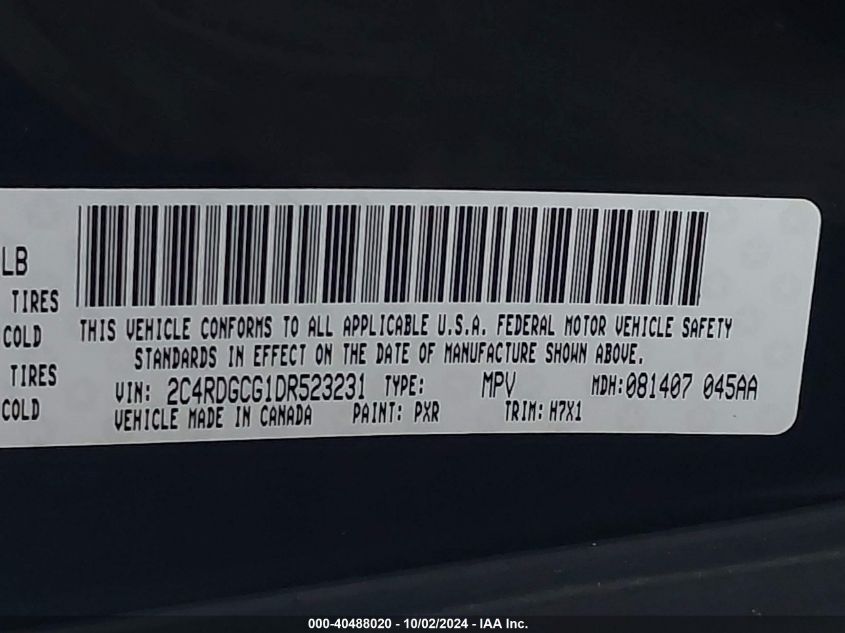 LB
TIRES
COLD
TIRES
COLD
THIS VEHICLE CONFORMS TO ALL APPLICABLE U.S.A. FEDERAL MOTOR VEHICLE SAFETY
STANDARDS IN EFFECT ON THE DATE OF MANUFACTURE SHOWN ABOVE.
VIN: 2C4RDGCG1DR523231 TYPE: MPV MDH:081407 045AA
VEHICLE MADE IN CANADA PAINT: PXR TRIM: H7X1
000-40488020 - 10/02/2024 - IAA Inc.